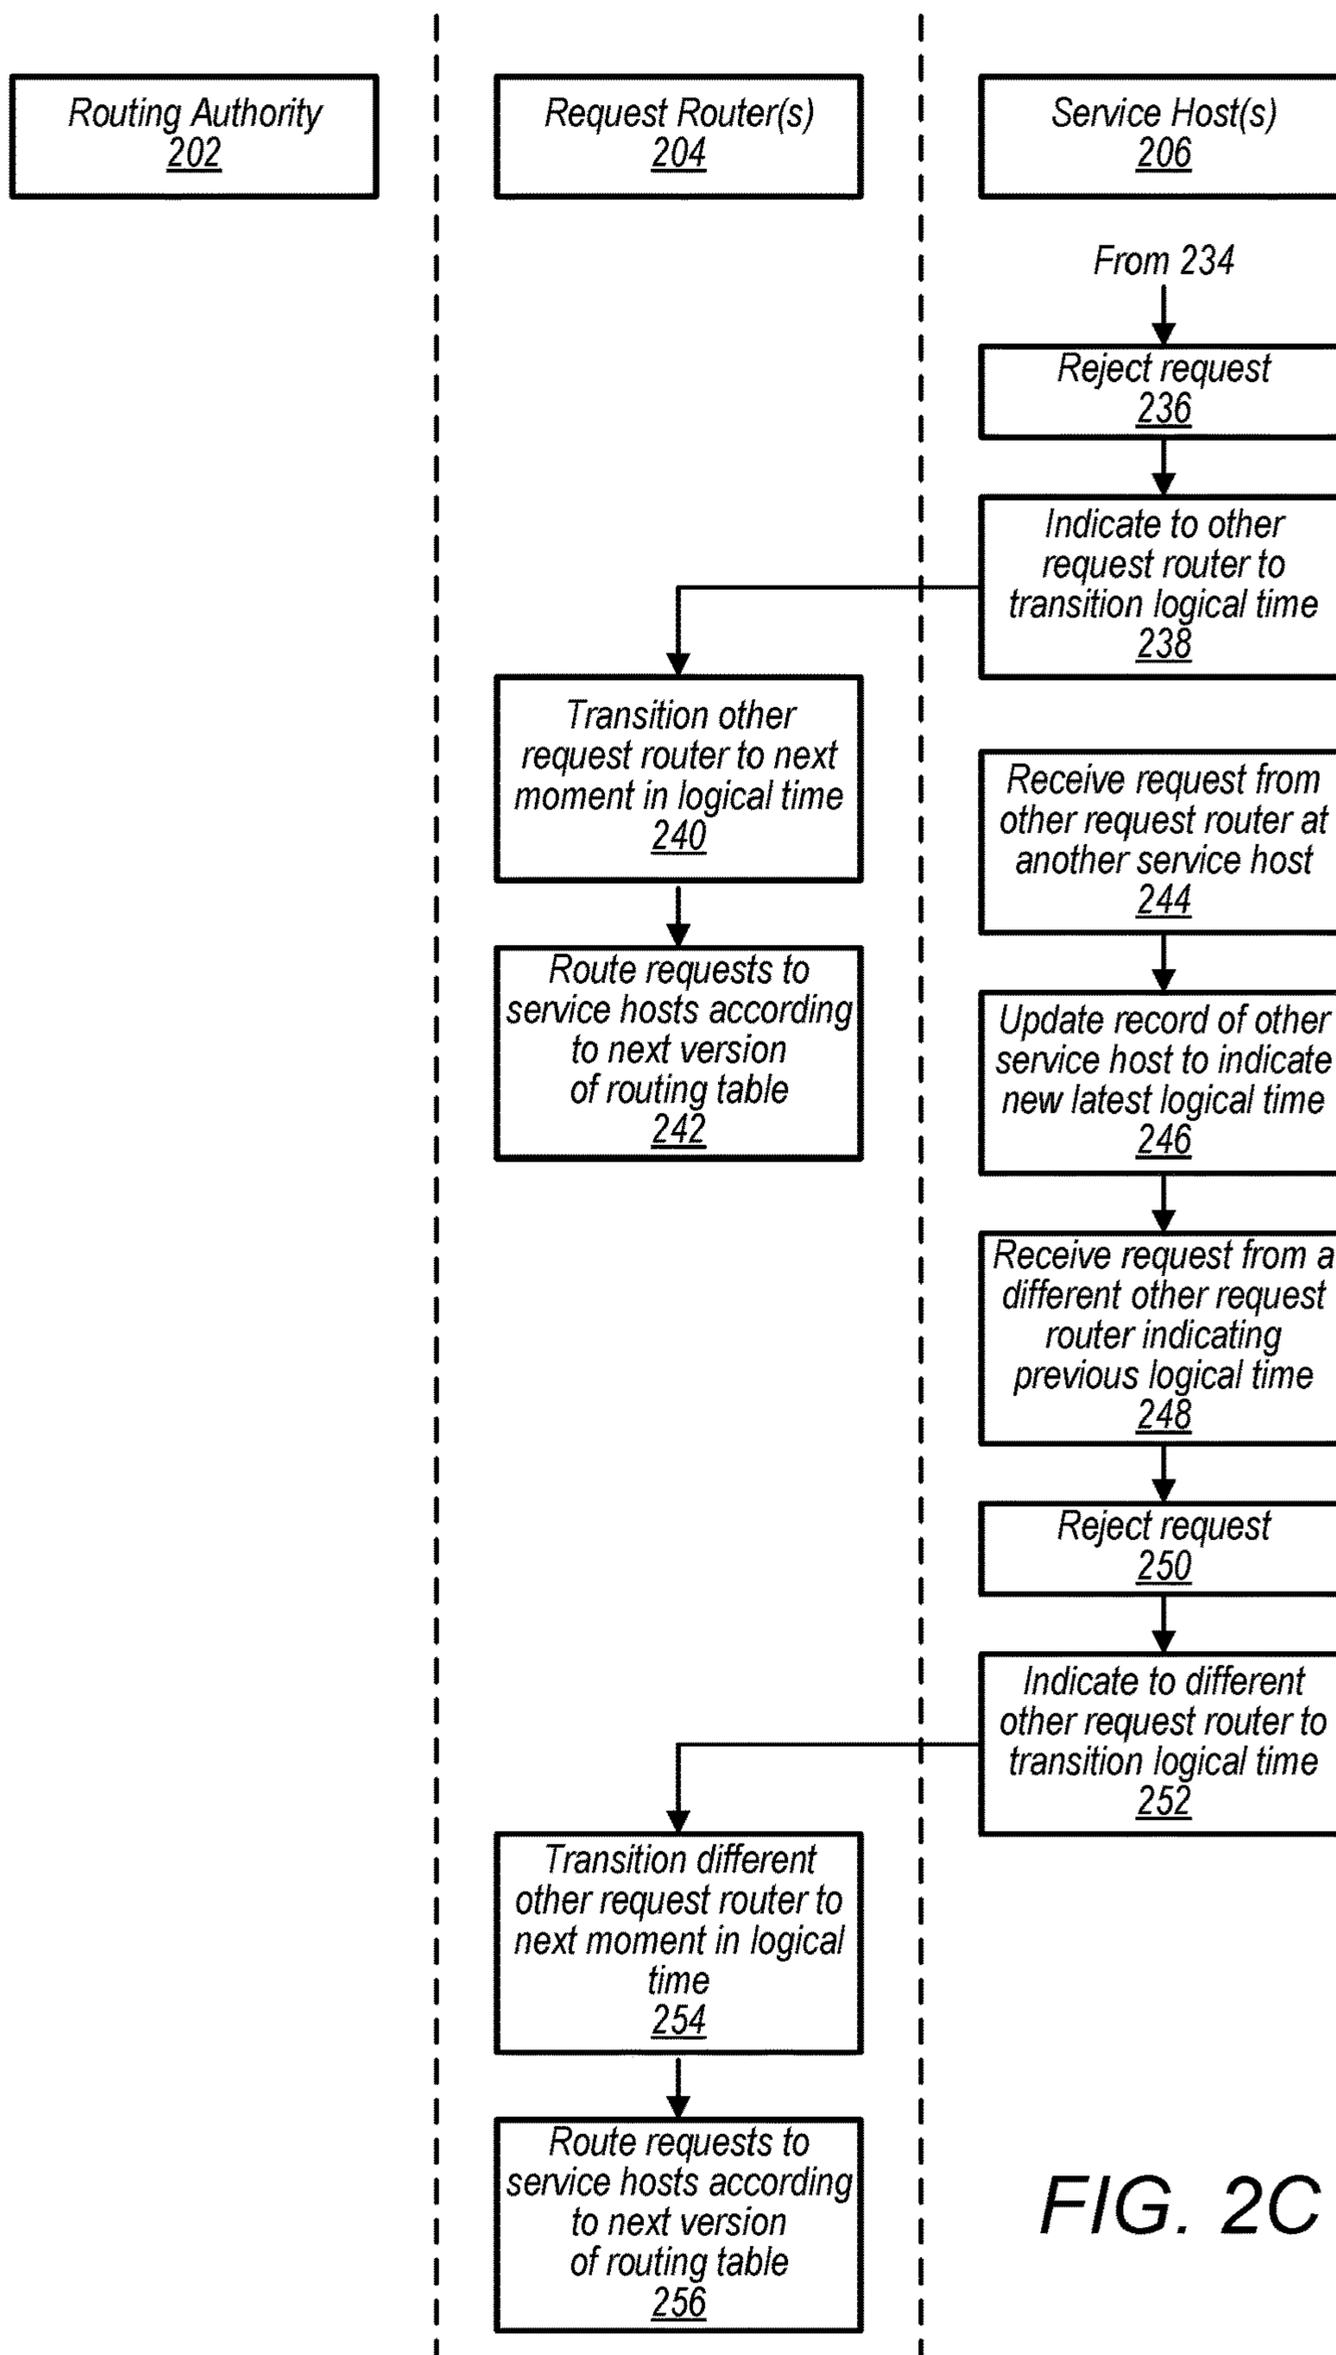 Routing Authority
202
Request Router(s)
204
Service Host(s)
206
From 234
Reject request
236
Indicate to other
request router to
transition logical time
238
Transition other
request router to next
moment in logical time
240
Route requests to
service hosts according
to next version
of routing table
242
Receive request from
other request router at
another service host
244
Update record of other
service host to indicate
new latest logical time
246
Receive request from a
different other request
router indicating
previous logical time
248
Reject request
250
Indicate to different
other request router to
transition logical time
252
Transition different
other request router to
next moment in logical
time
254
Route requests to
service hosts according
to next version
of routing table
256
FIG. 2C